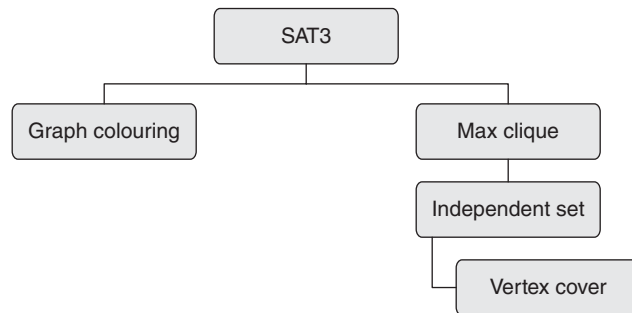 SAT3
Graph colouring
Max clique
Independent set
Vertex cover